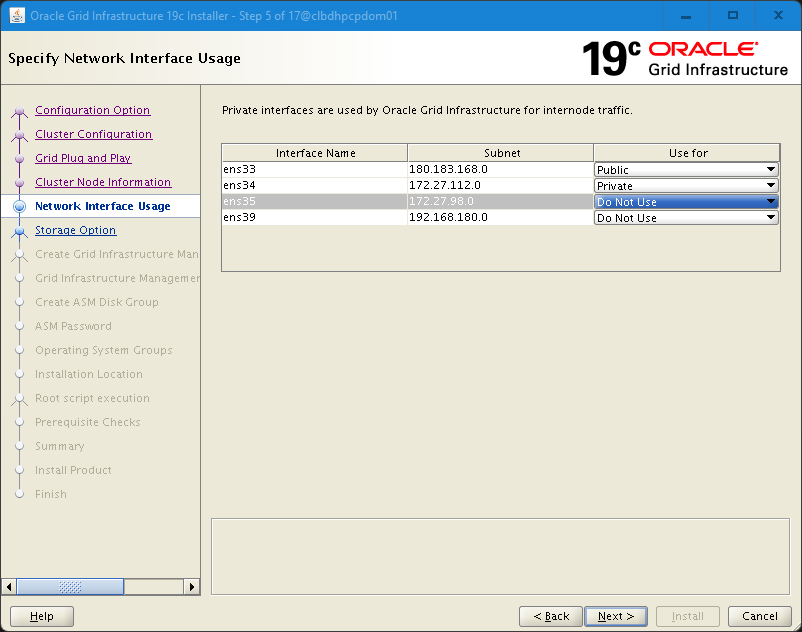 Oracle Grid Infrastructure 19c Installer - Step 5 of 17@clbdhpcpdom01
Specify Network Interface Usage
19c ORACLE
Grid Infrastructure
Configuration Option
Cluster Configuration
Grid Plug and Play
Cluster Node Information
Network Interface Usage
Storage Option
Create Grid Infrastructure Man
Grid Infrastructure Managemen
Create ASM Disk Group
ASM Password
Operating System Groups
Installation Location
Root script execution
Prerequisite Checks
Summary
Install Product
Finish
Private interfaces are used by Oracle Grid Infrastructure for internode traffic.
Interface Name Subnet Use for
ens33 180.183.168.0 Public
ens34 172.27.112.0 Private
ens35 172.27.98.0 Do Not Use
ens39 192.168.180.0 Do Not Use
Help < Back Next > Install Cancel